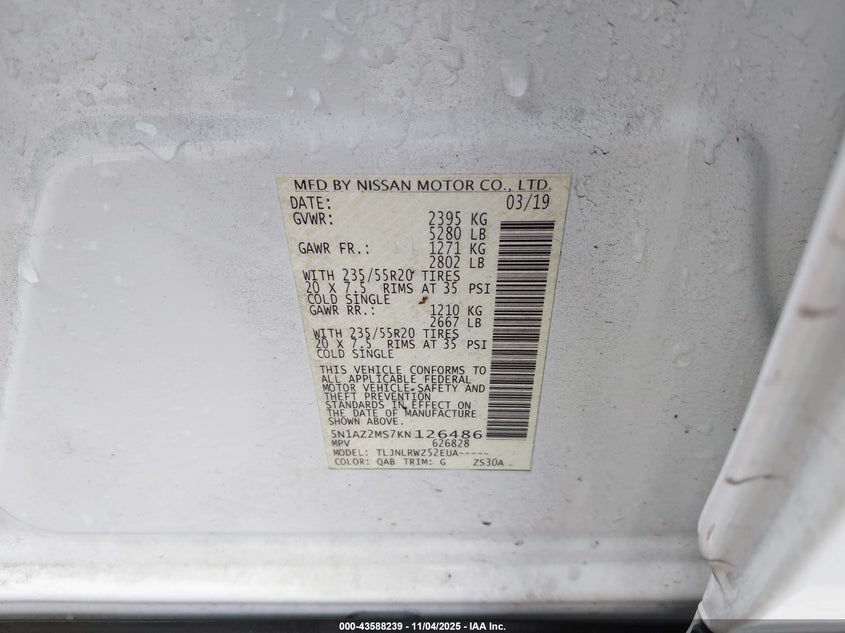 MFD BY NISSAN MOTOR CO., LTD.
DATE: 03/19
GVWR: 2395 KG
5280 LB
GAWR FR.: 1271 KG
2802 LB
WITH 235/55R20 TIRES
20 X 7.5 RIMS AT 35 PSI
COLD SINGLE
GAWR RR.: 1210 KG
2667 LB
WITH 235/55R20 TIRES
20 X 7.5 RIMS AT 35 PSI
COLD SINGLE
THIS VEHICLE CONFORMS TO
ALL APPLICABLE FEDERAL
MOTOR VEHICLE SAFETY AND
THEFT PREVENTION
STANDARDS IN EFFECT ON
THE DATE OF MANUFACTURE
SHOWN ABOVE.
5N1AZ2MS7KN126486
MPV 626828
MODEL: TLJNLRWZ52EUA-----
COLOR: QAB TRIM: G ZS30A
000-43588239 - 11/04/2025 - IAA Inc.